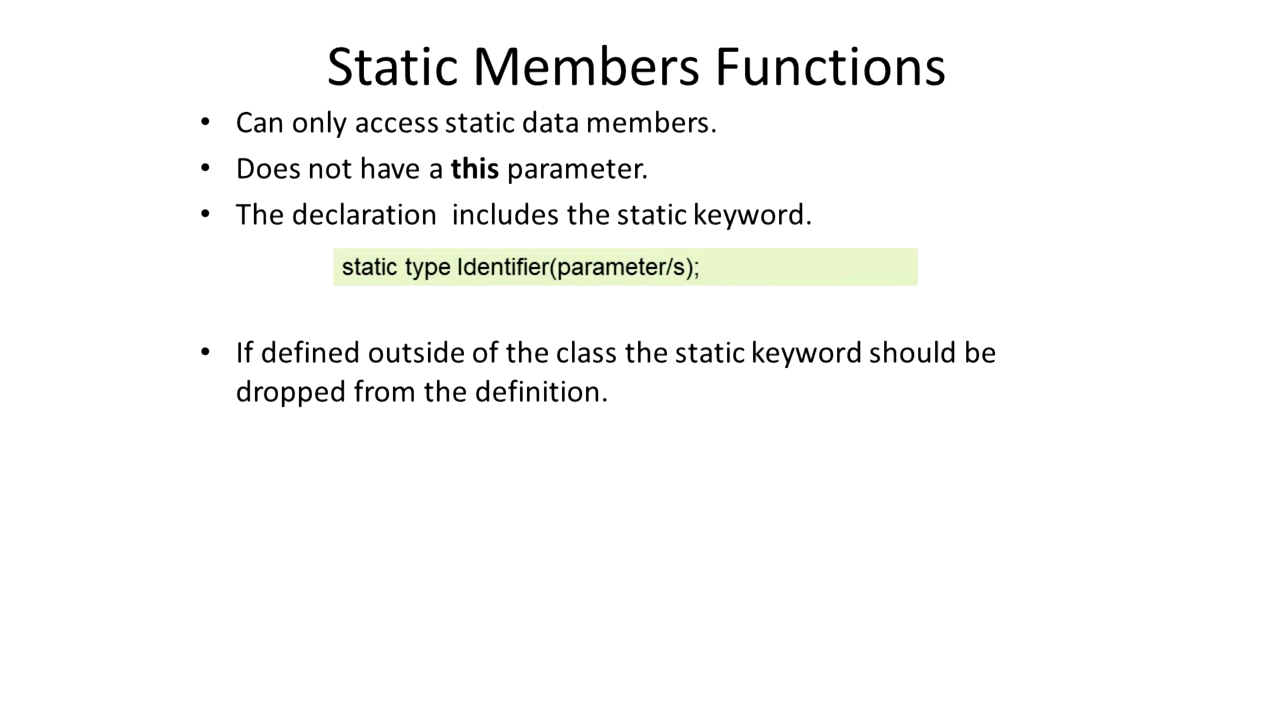 Static Members Functions
• Can only access static data members.
• Does not have a this parameter.
• The declaration  includes the static keyword.
static type Identifier(parameter/s);
• If defined outside of the class the static keyword should be
dropped from the definition.